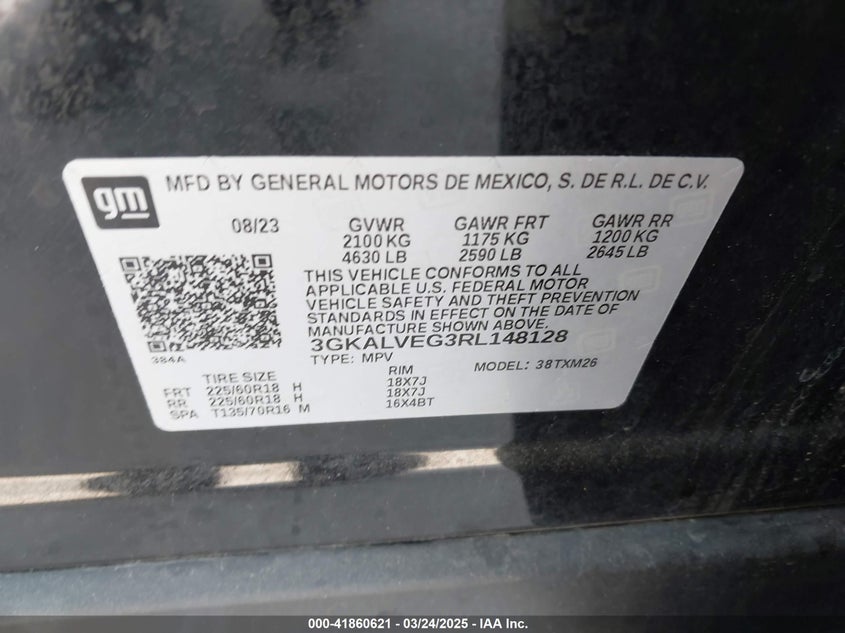 gm
MFD BY GENERAL MOTORS DE MEXICO, S. DE R.L. DE C.V.
08/23 GVWR GAWR FRT GAWR RR
2100 KG 1175 KG 1200 KG
4630 LB 2590 LB 2645 LB
THIS VEHICLE CONFORMS TO ALL
APPLICABLE U.S. FEDERAL MOTOR
VEHICLE SAFETY AND THEFT PREVENTION
STANDARDS IN EFFECT ON THE DATE OF
MANUFACTURE SHOWN ABOVE.
384A
3GKALVEG3RL148128
TYPE: MPV MODEL: 38TXM26
TIRE SIZE RIM
FRT 225/60R18 H 18X7J
RR 225/60R18 H 18X7J
SPA T135/70R16 M 16X4BT
000-41860621 - 03/24/2025 - IAA Inc.